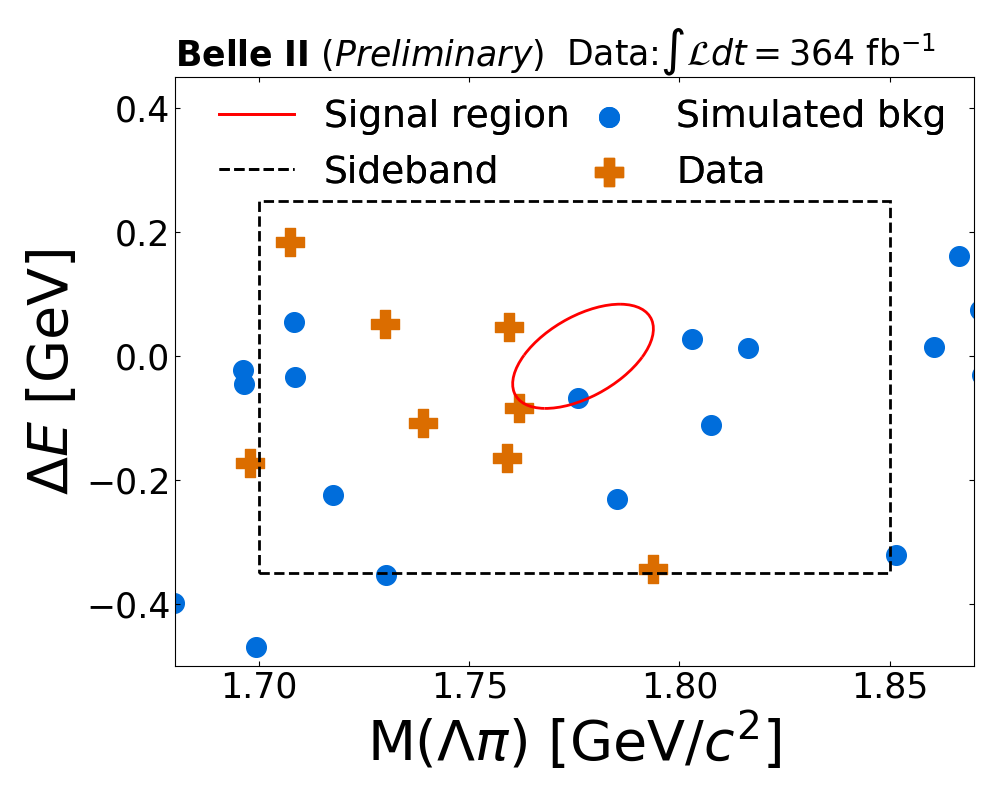 Belle II (Preliminary) Data:∫ℒdt = 364 fb⁻¹
Signal region
Simulated bkg
Sideband
Data
0.4
0.2
0.0
−0.2
−0.4
ΔE [GeV]
1.70 1.75 1.80 1.85
M(Λπ) [GeV/c²]